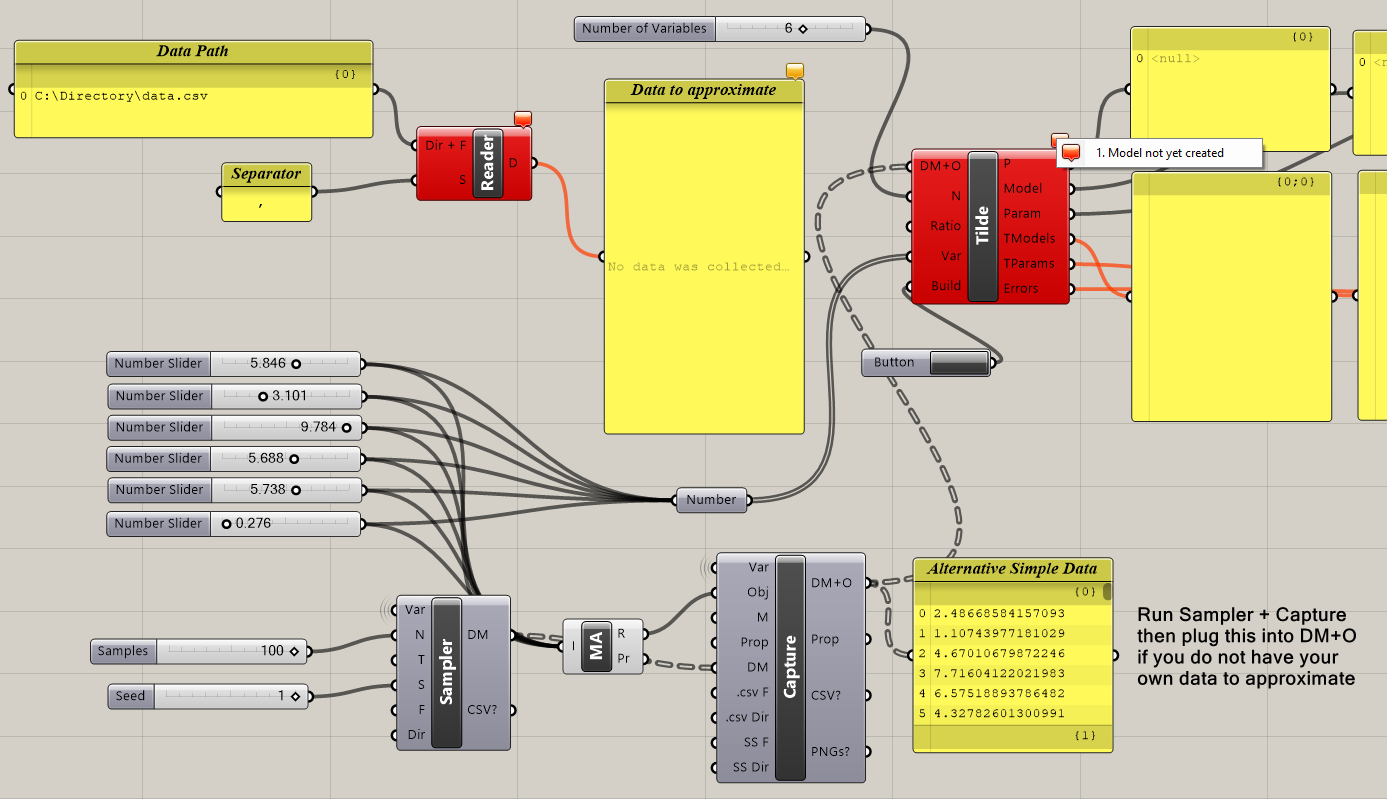 Number of Variables 6
Data Path
{0}
0 C:\Directory\data.csv
Separator
,
Dir + F
S
Reader
D
Data to approximate
No data was collected…
DM+O
N
Ratio
Var
Build
Tilde
P
Model
Param
TModels
TParams
Errors
1. Model not yet created
{0}
0 <null>
0 <n
{0;0}
Button
Number Slider 5.846
Number Slider 3.101
Number Slider 9.784
Number Slider 5.688
Number Slider 5.738
Number Slider 0.276
Number
Samples 100
Seed 1
Var
N
T
S
F
Dir
Sampler
DM
CSV?
I
MA
R
Pr
Var
Obj
M
Prop
DM
.csv F
.csv Dir
SS F
SS Dir
Capture
DM+O
Prop
CSV?
PNGs?
Alternative Simple Data
{0}
0 2.48668584157093
1 1.10743977181029
2 4.67010679872246
3 7.71604122021983
4 6.57518893786482
5 4.32782601300991
{1}
Run Sampler + Capture
then plug this into DM+O
if you do not have your
own data to approximate